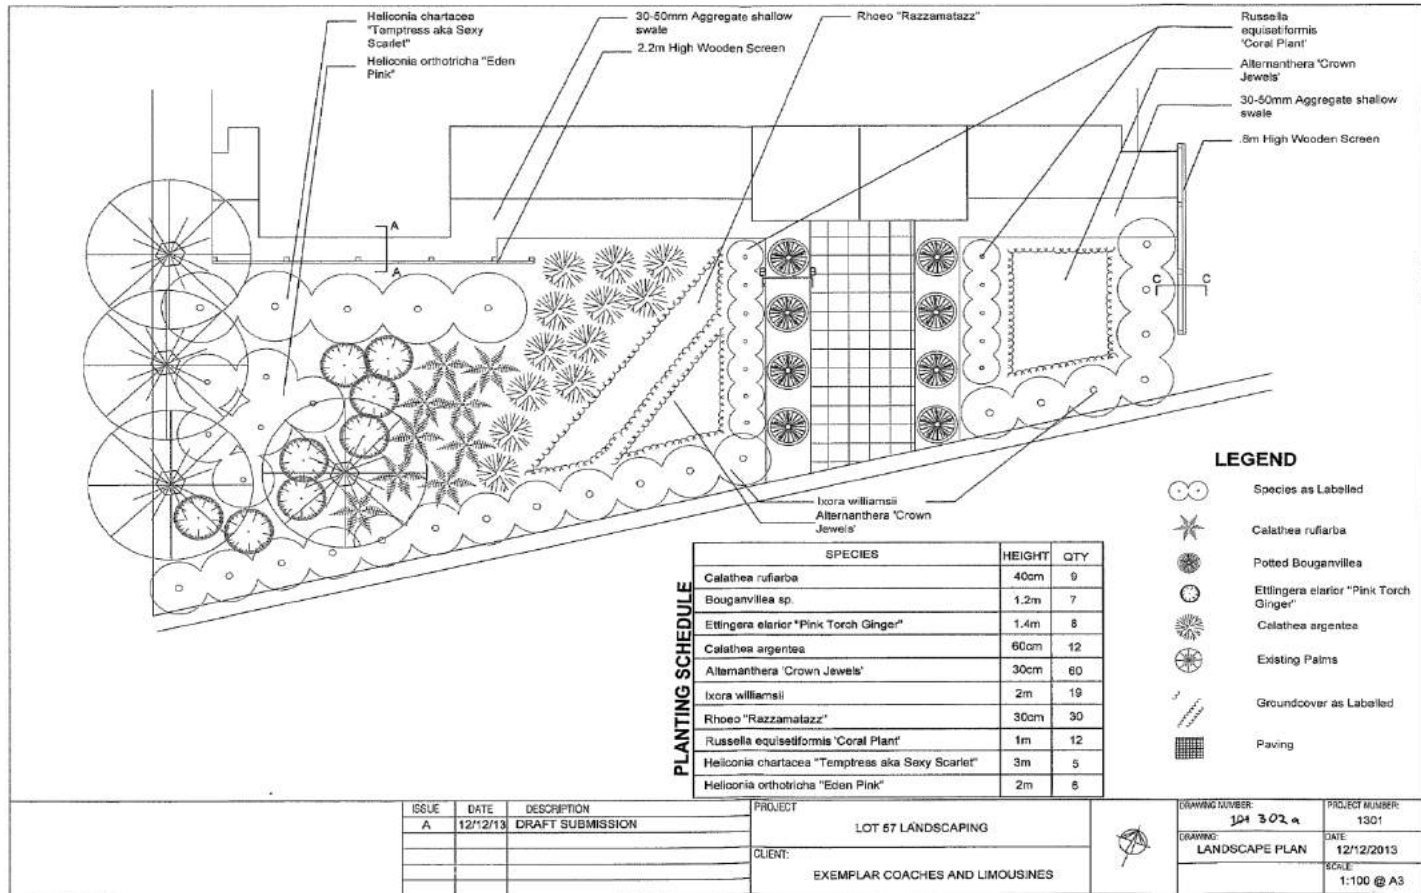 Heliconia chartacea
"Temptress aka Sexy
Scarlet"
Heliconia orthotricha "Eden
Pink"
30-50mm Aggregate shallow
swale
2.2m High Wooden Screen
Rhoeo "Razzamatazz"
Russella
equisetiformis
'Coral Plant'
Alternanthera 'Crown
Jewels'
30-50mm Aggregate shallow
swale
.8m High Wooden Screen
A
A
B
B
C
C
Ixora williamsii
Alternanthera 'Crown
Jewels'
LEGEND
Species as Labelled
Calathea rufiarba
Potted Bouganvillea
Ettlingera elarior "Pink Torch
Ginger"
Calathea argentea
Existing Palms
Groundcover as Labelled
Paving
PLANTING SCHEDULE
SPECIES HEIGHT QTY
Calathea rufiarba 40cm 9
Bouganvillea sp. 1.2m 7
Ettingera elarior "Pink Torch Ginger" 1.4m 8
Calathea argentea 60cm 12
Alternanthera 'Crown Jewels' 30cm 60
Ixora williamsii 2m 19
Rhoeo "Razzamatazz" 30cm 30
Russella equisetiformis 'Coral Plant' 1m 12
Heliconia chartacea "Temptress aka Sexy Scarlet" 3m 5
Heliconia orthotricha "Eden Pink" 2m 6
ISSUE DATE DESCRIPTION
A 12/12/13 DRAFT SUBMISSION
PROJECT
LOT 57 LANDSCAPING
CLIENT:
EXEMPLAR COACHES AND LIMOUSINES
DRAWING NUMBER:
302a
PROJECT NUMBER:
1301
DRAWING:
LANDSCAPE PLAN
DATE:
12/12/2013
SCALE:
1:100 @ A3